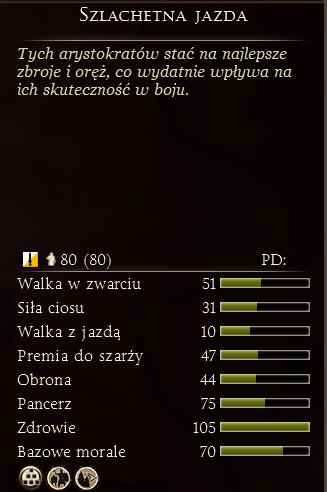 Szlachetna jazda
Tych arystokratów stać na najlepsze
zbroje i oręż, co wydatnie wpływa na
ich skuteczność w boju.
80 (80) PD:
Walka w zwarciu 51
Siła ciosu 31
Walka z jazdą 10
Premia do szarży 47
Obrona 44
Pancerz 75
Zdrowie 105
Bazowe morale 70